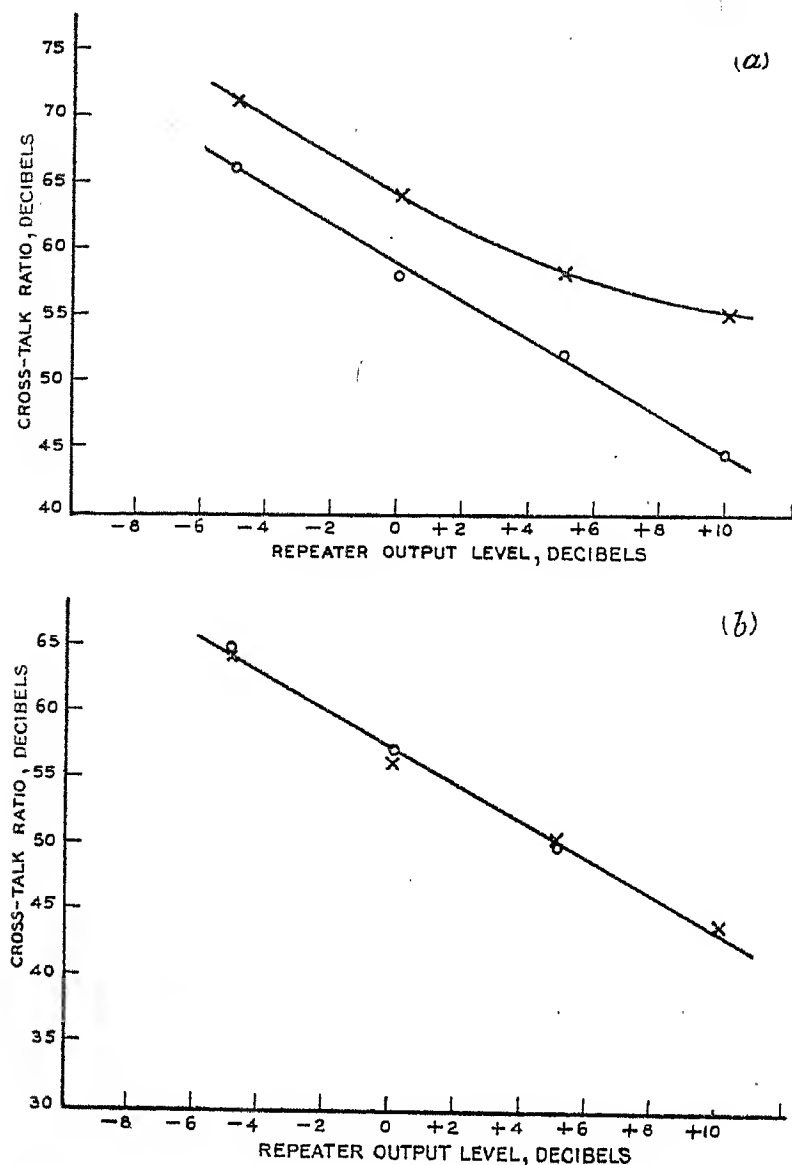 (a)
CROSS-TALK RATIO, DECIBELS
75
70
65
60
55
50
45
40
-8 -6 -4 -2 0 +2 +4 +6 +8 +10
REPEATER OUTPUT LEVEL, DECIBELS
(b)
CROSS-TALK RATIO, DECIBELS
65
60
55
50
45
40
35
30
-8 -6 -4 -2 0 +2 +4 +6 +8 +10
REPEATER OUTPUT LEVEL, DECIBELS